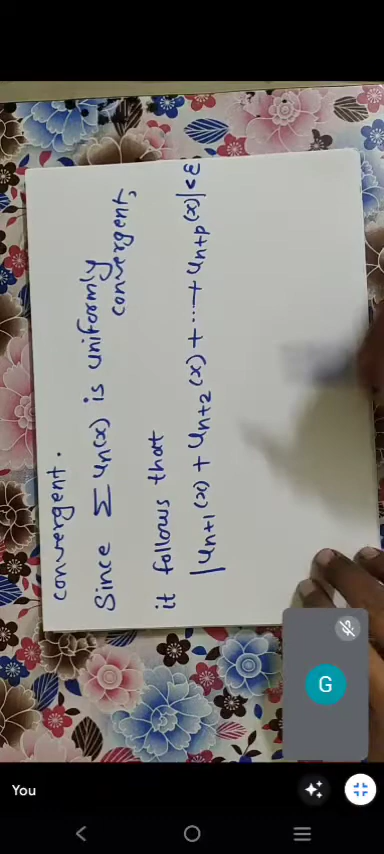 convergent.
Since ∑ un(x) is uniformly
convergent,
it follows that
|un+1(x) + un+2(x) + ... + un+p(x)| < ε
G
You